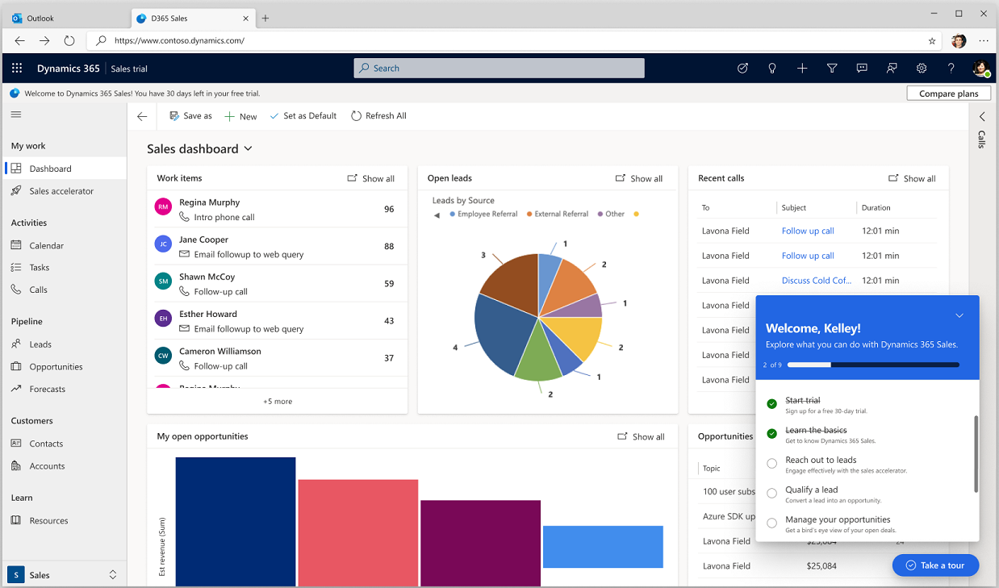 Outlook
D365 Sales
https://www.contoso.dynamics.com/
Dynamics 365
Sales trial
Search
Welcome to Dynamics 365 Sales! You have 30 days left in your free trial.
Compare plans
My work
Dashboard
Sales accelerator
Activities
Calendar
Tasks
Calls
Pipeline
Leads
Opportunities
Forecasts
Customers
Contacts
Accounts
Learn
Resources
S
Sales
Save as
New
Set as Default
Refresh All
Sales dashboard
Work items
Show all
RM
Regina Murphy
Intro phone call
96
JC
Jane Cooper
Email followup to web query
88
SM
Shawn McCoy
Follow-up call
59
EH
Esther Howard
Email followup to web query
43
CW
Cameron Williamson
Follow-up call
37
+5 more
Open leads
Show all
Leads by Source
Employee Referral
External Referral
Other
1
2
1
2
1
2
4
3
Recent calls
Show all
To
Subject
Duration
Lavona Field
Follow up call
12:01 min
Lavona Field
Follow up call
12:01 min
Lavona Field
Discuss Cold Cof...
12:01 min
Lavona Field
Lavona Field
Lavona Field
Lavona Field
My open opportunities
Show all
Est revenue (Sum)
Opportunities
Topic
100 user subs
Azure SDK up
Lavona Field
$25,084
24
Lavona Field
$25,084
Calls
Welcome, Kelley!
Explore what you can do with Dynamics 365 Sales.
2 of 9
Start trial
Sign up for a free 30-day trial.
Learn the basics
Get to know Dynamics 365 Sales.
Reach out to leads
Engage effectively with the sales accelerator.
Qualify a lead
Convert a lead into an opportunity.
Manage your opportunities
Get a bird's eye view of your open deals.
Take a tour